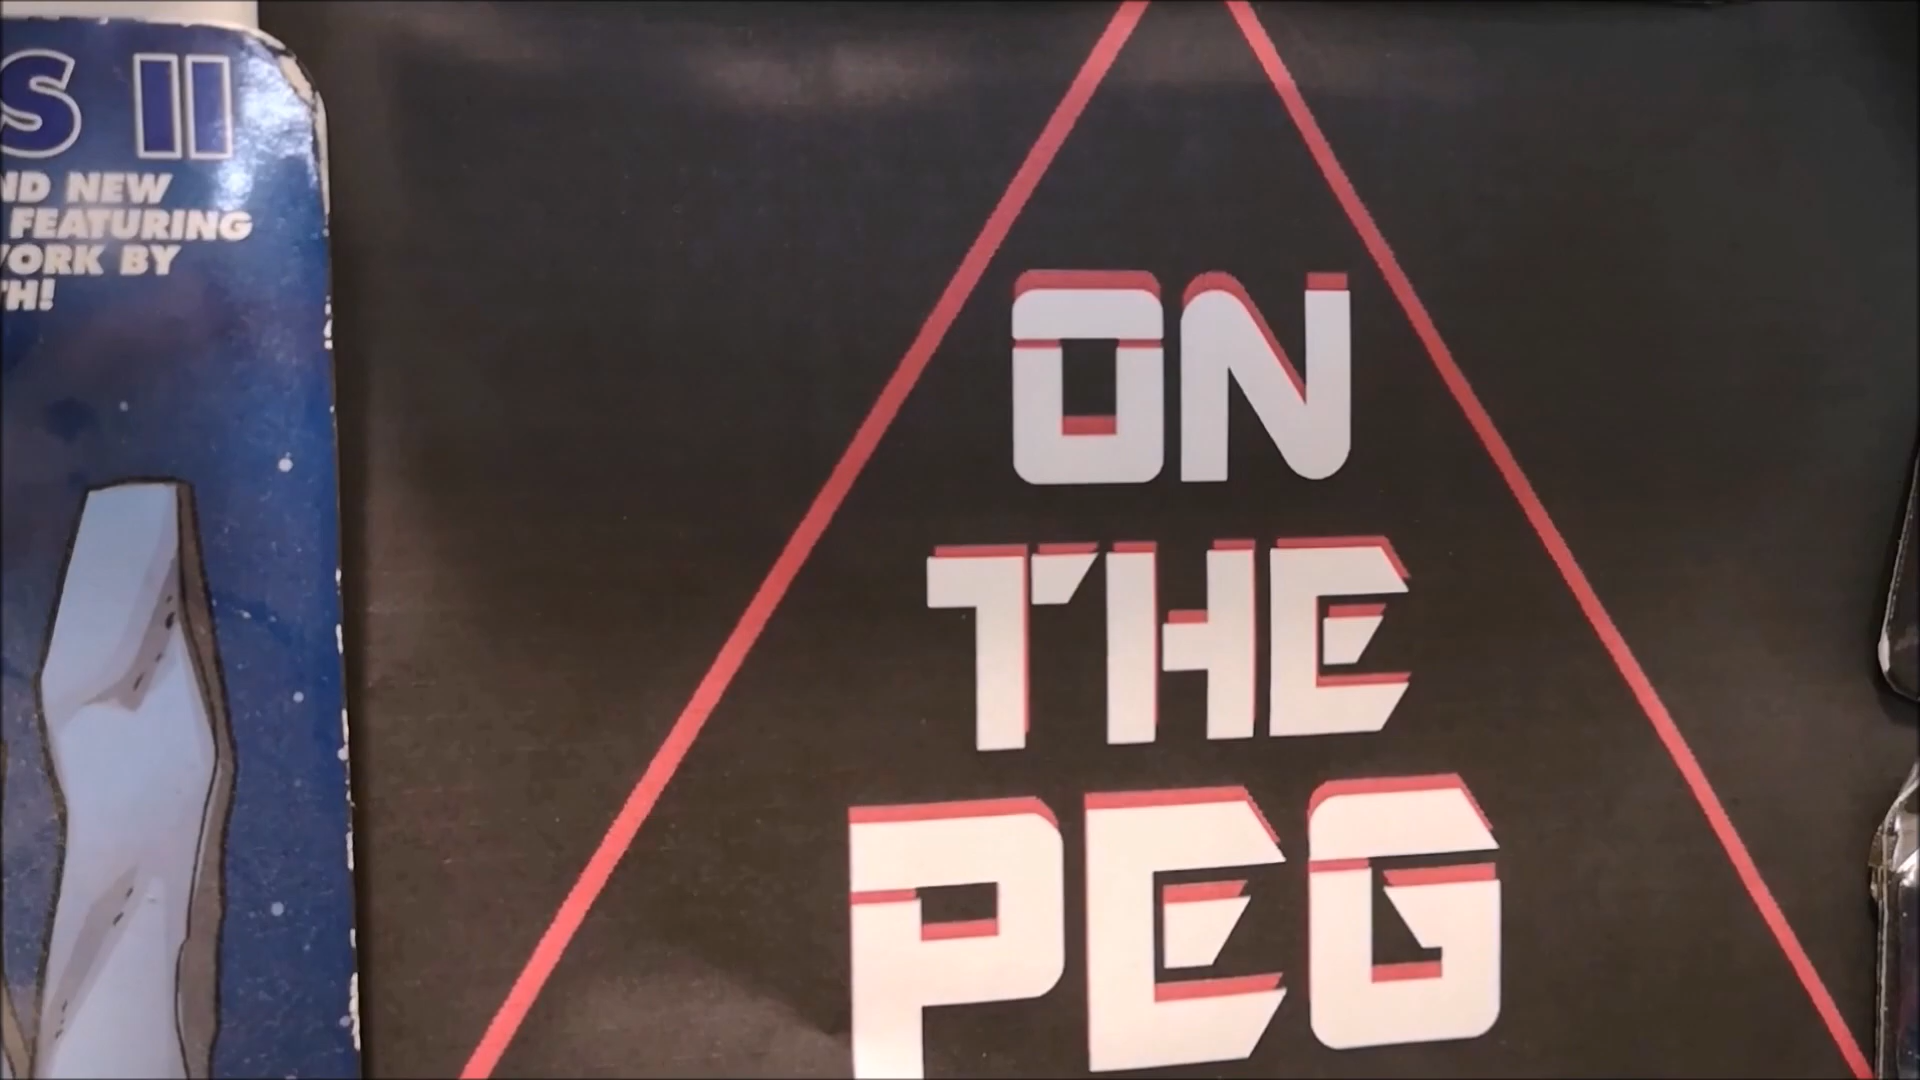 S II
ND NEW
FEATURING
ORK BY
TH!
ON
THE
PEG